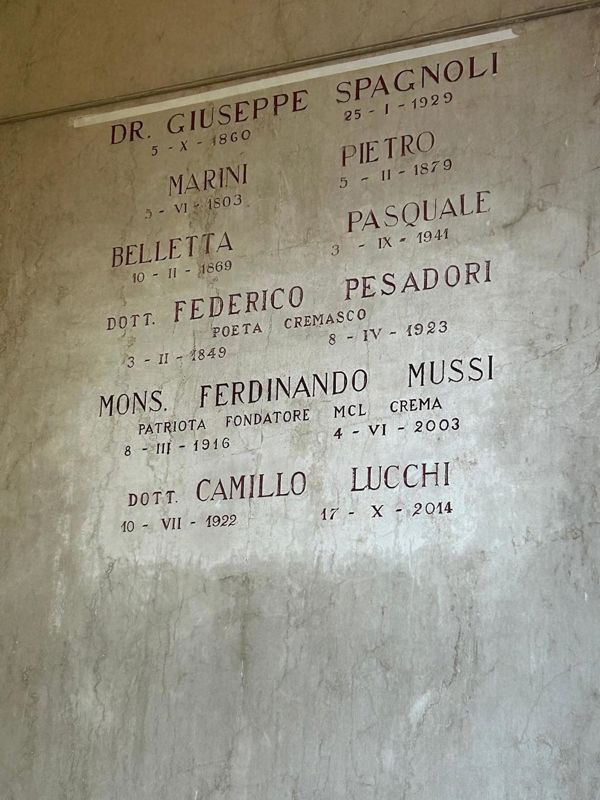 DR. GIUSEPPE SPAGNOLI
5 - X - 1860 25 - I - 1929
MARINI PIETRO
5 - VI - 1803 5 - II - 1879
BELLETTA PASQUALE
10 - II - 1869 3 - IX - 1941
DOTT. FEDERICO PESADORI
POETA CREMASCO
3 - II - 1849 8 - IV - 1923
MONS. FERDINANDO MUSSI
PATRIOTA FONDATORE MCL CREMA
8 - III - 1916 4 - VI - 2003
DOTT. CAMILLO LUCCHI
10 - VII - 1922 17 - X - 2014